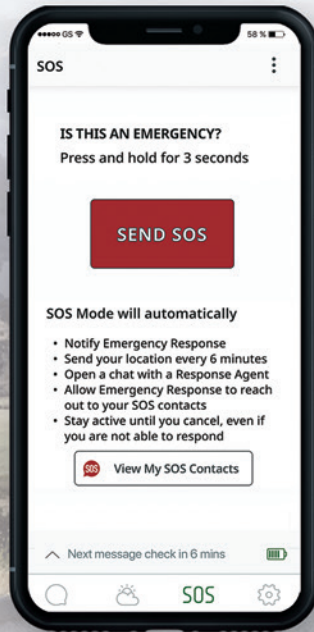 GS 58 %
SOS
IS THIS AN EMERGENCY?
Press and hold for 3 seconds
SEND SOS
SOS Mode will automatically
• Notify Emergency Response
• Send your location every 6 minutes
• Open a chat with a Response Agent
• Allow Emergency Response to reach
out to your SOS contacts
• Stay active until you cancel, even if
you are not able to respond
SOS View My SOS Contacts
Next message check in 6 mins
SOS